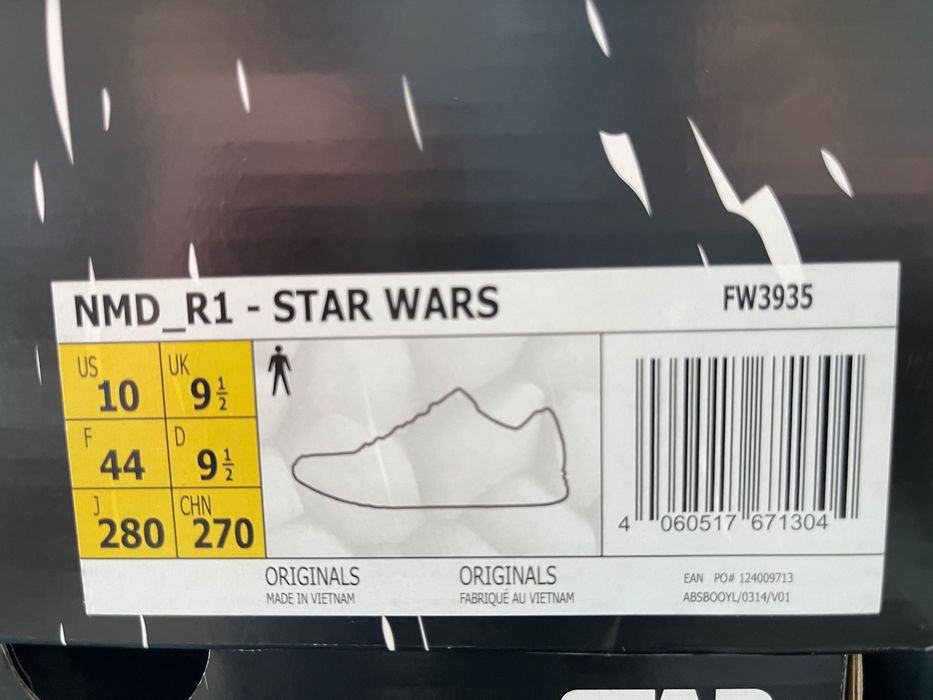 NMD_R1 - STAR WARS FW3935
US 10 UK 9 1/2
F 44 D 9 1/2
J 280 CHN 270
4 060517 671304
ORIGINALS ORIGINALS EAN PO# 124009713
MADE IN VIETNAM FABRIQUÉ AU VIETNAM ABSBOOYL/0314/V01